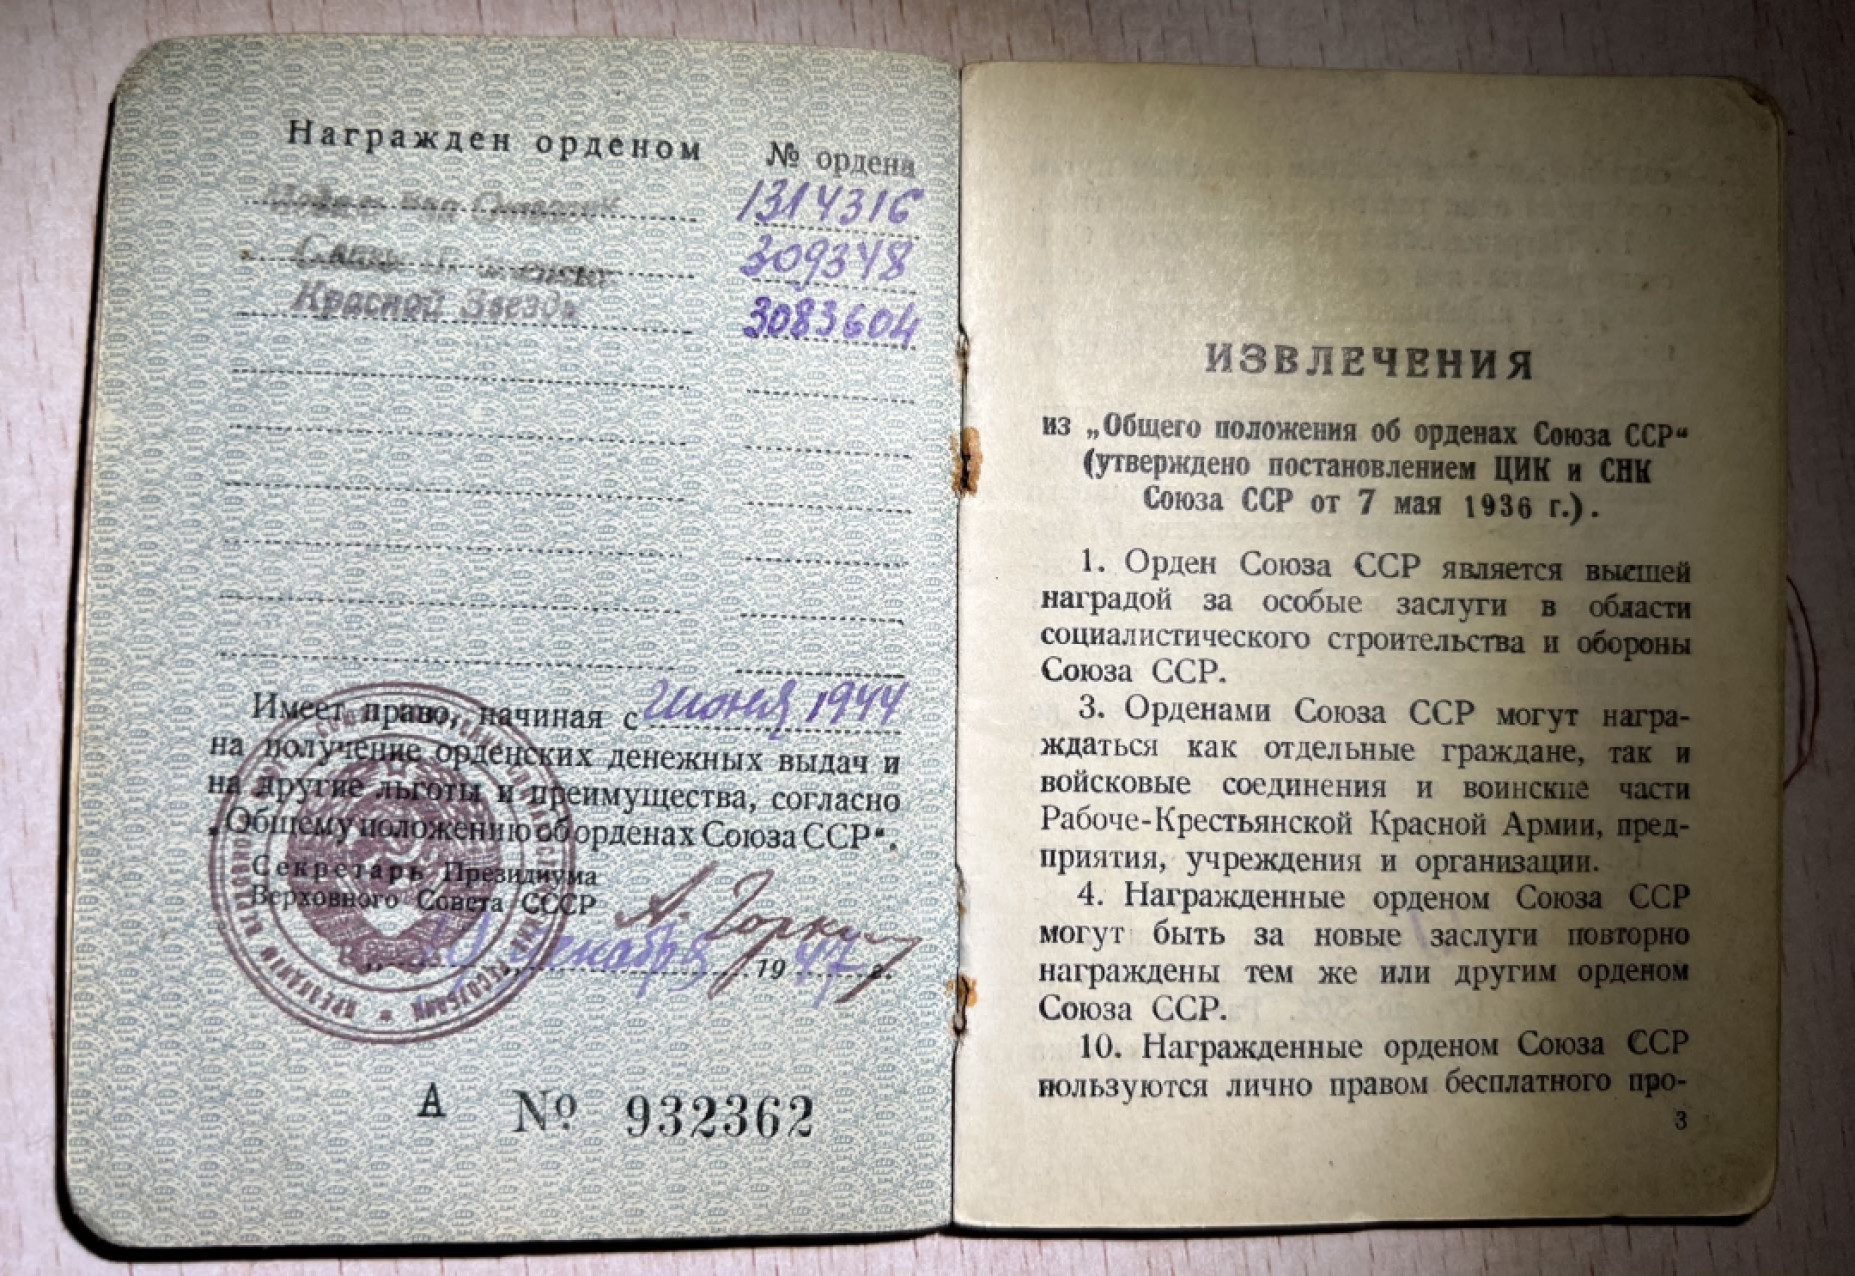 Награжден орденом № ордена
1314316
309348
Красной Звезды 3083604
Имеет право, начиная с июня 1944
на получение орденских денежных выдач и
на другие льготы и преимущества, согласно
„Общему положению об орденах Союза ССР“.
Секретарь Президиума
Верховного Совета СССР
А. Горкин
декабря 1947 г.
А № 932362
ИЗВЛЕЧЕНИЯ
из „Общего положения об орденах Союза ССР“
(утверждено постановлением ЦИК и СНК
Союза ССР от 7 мая 1936 г.).
1. Орден Союза ССР является высшей
наградой за особые заслуги в области
социалистического строительства и обороны
Союза ССР.
3. Орденами Союза ССР могут награ-
ждаться как отдельные граждане, так и
войсковые соединения и воинские части
Рабоче-Крестьянской Красной Армии, пред-
приятия, учреждения и организации.
4. Награжденные орденом Союза ССР
могут быть за новые заслуги повторно
награждены тем же или другим орденом
Союза ССР.
10. Награжденные орденом Союза ССР
пользуются лично правом бесплатного про-
3